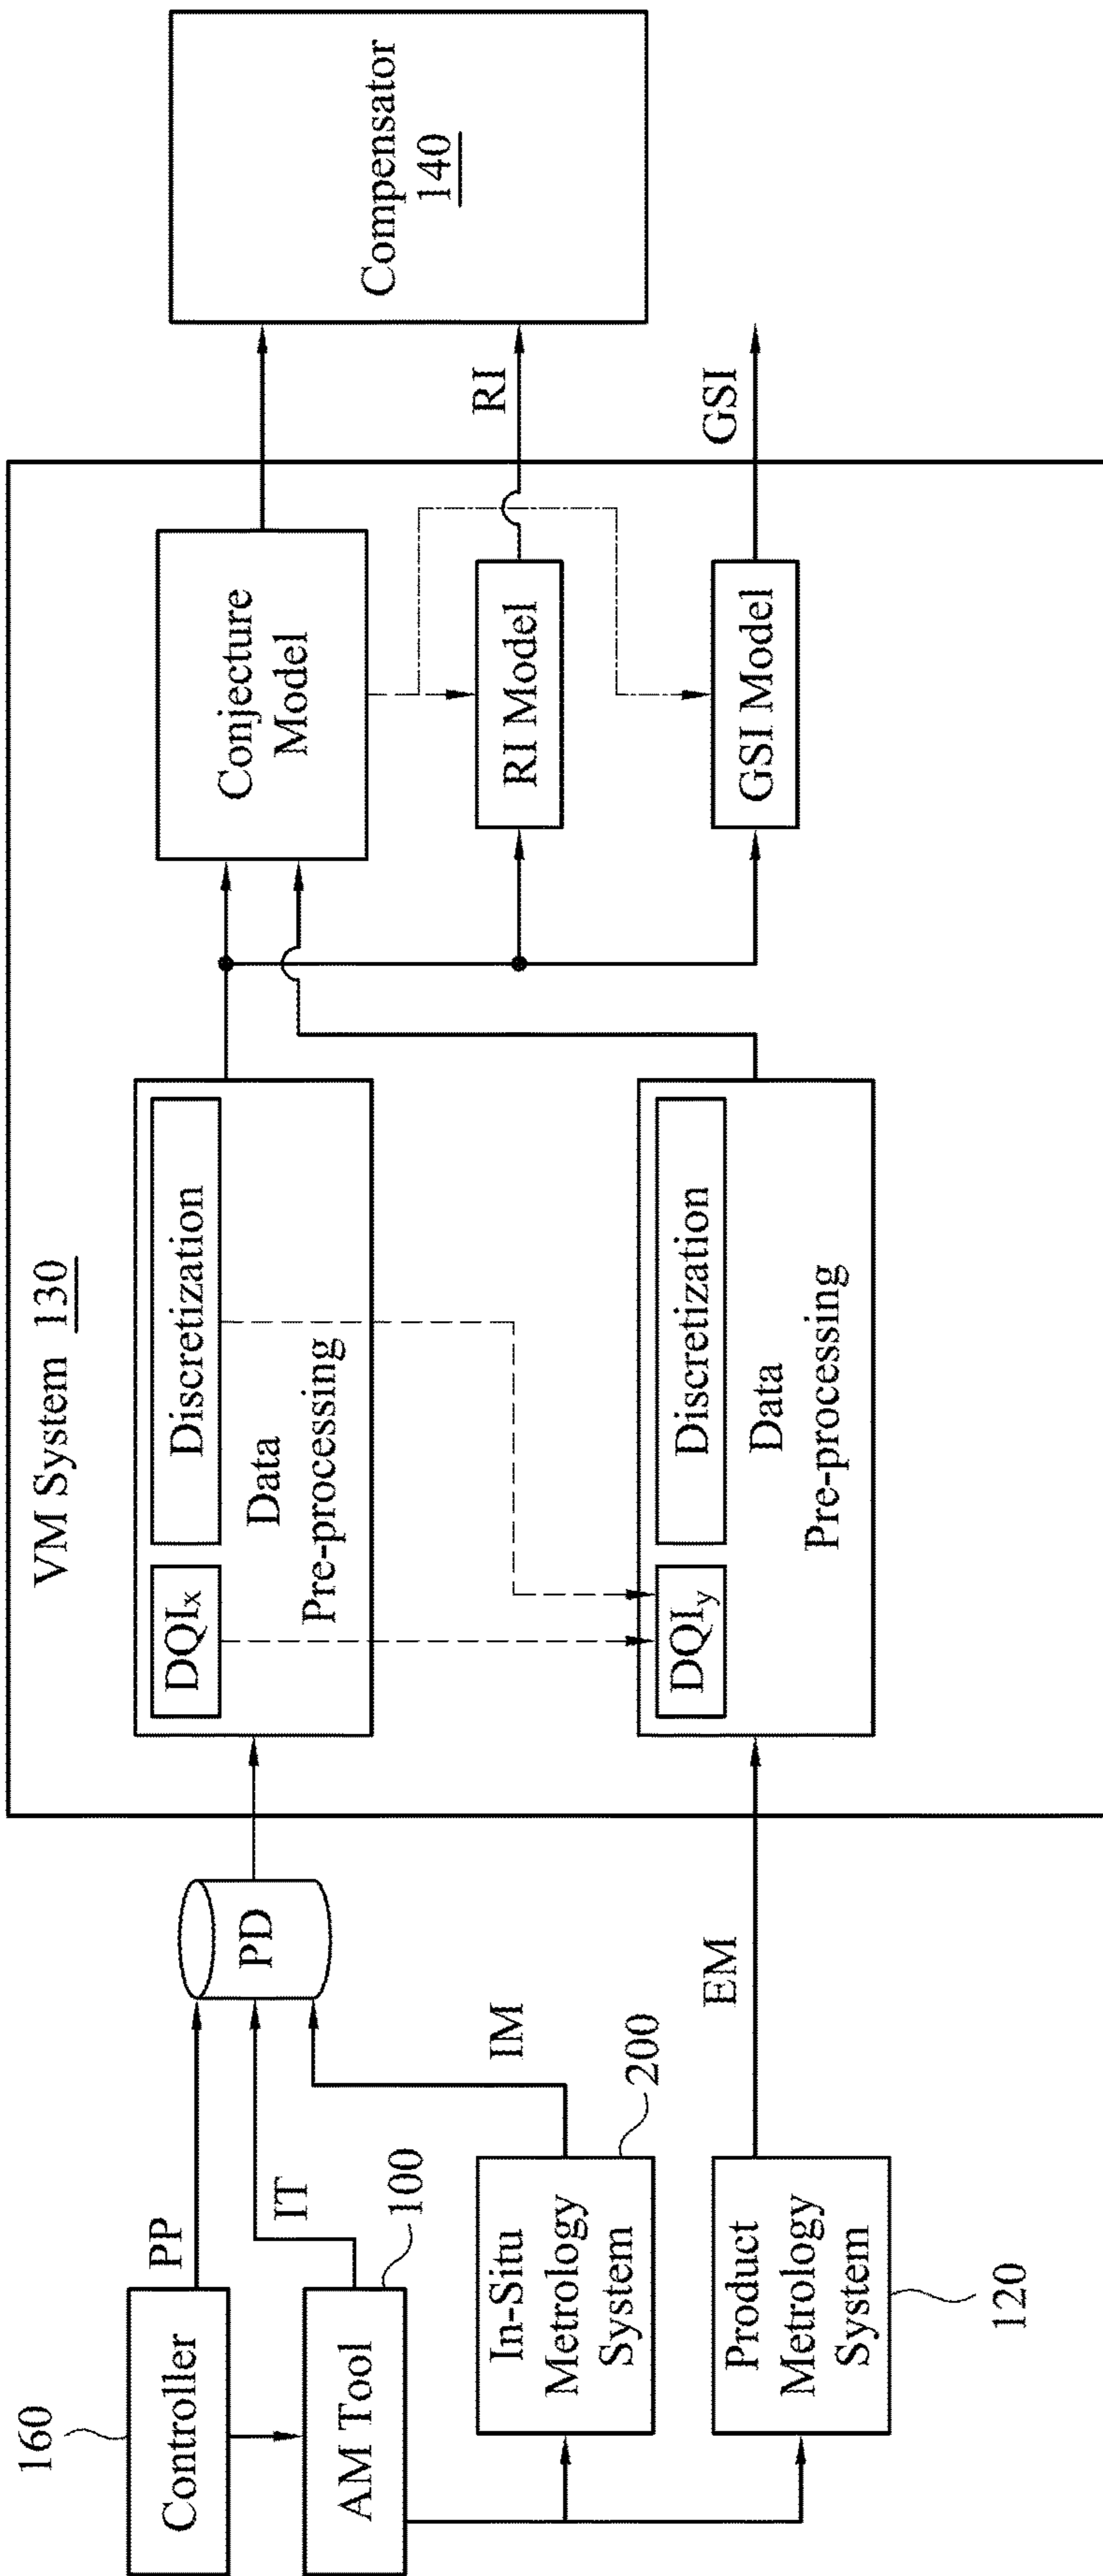 160
Controller
PP
AM Tool
100
IT
PD
In-Situ
Metrology
System
200
IM
Product
Metrology
System
120
EM
VM System 130
DQIx
Discretization
Data
Pre-processing
DQIy
Discretization
Data
Pre-processing
Conjecture
Model
RI Model
GSI Model
RI
GSI
Compensator
140